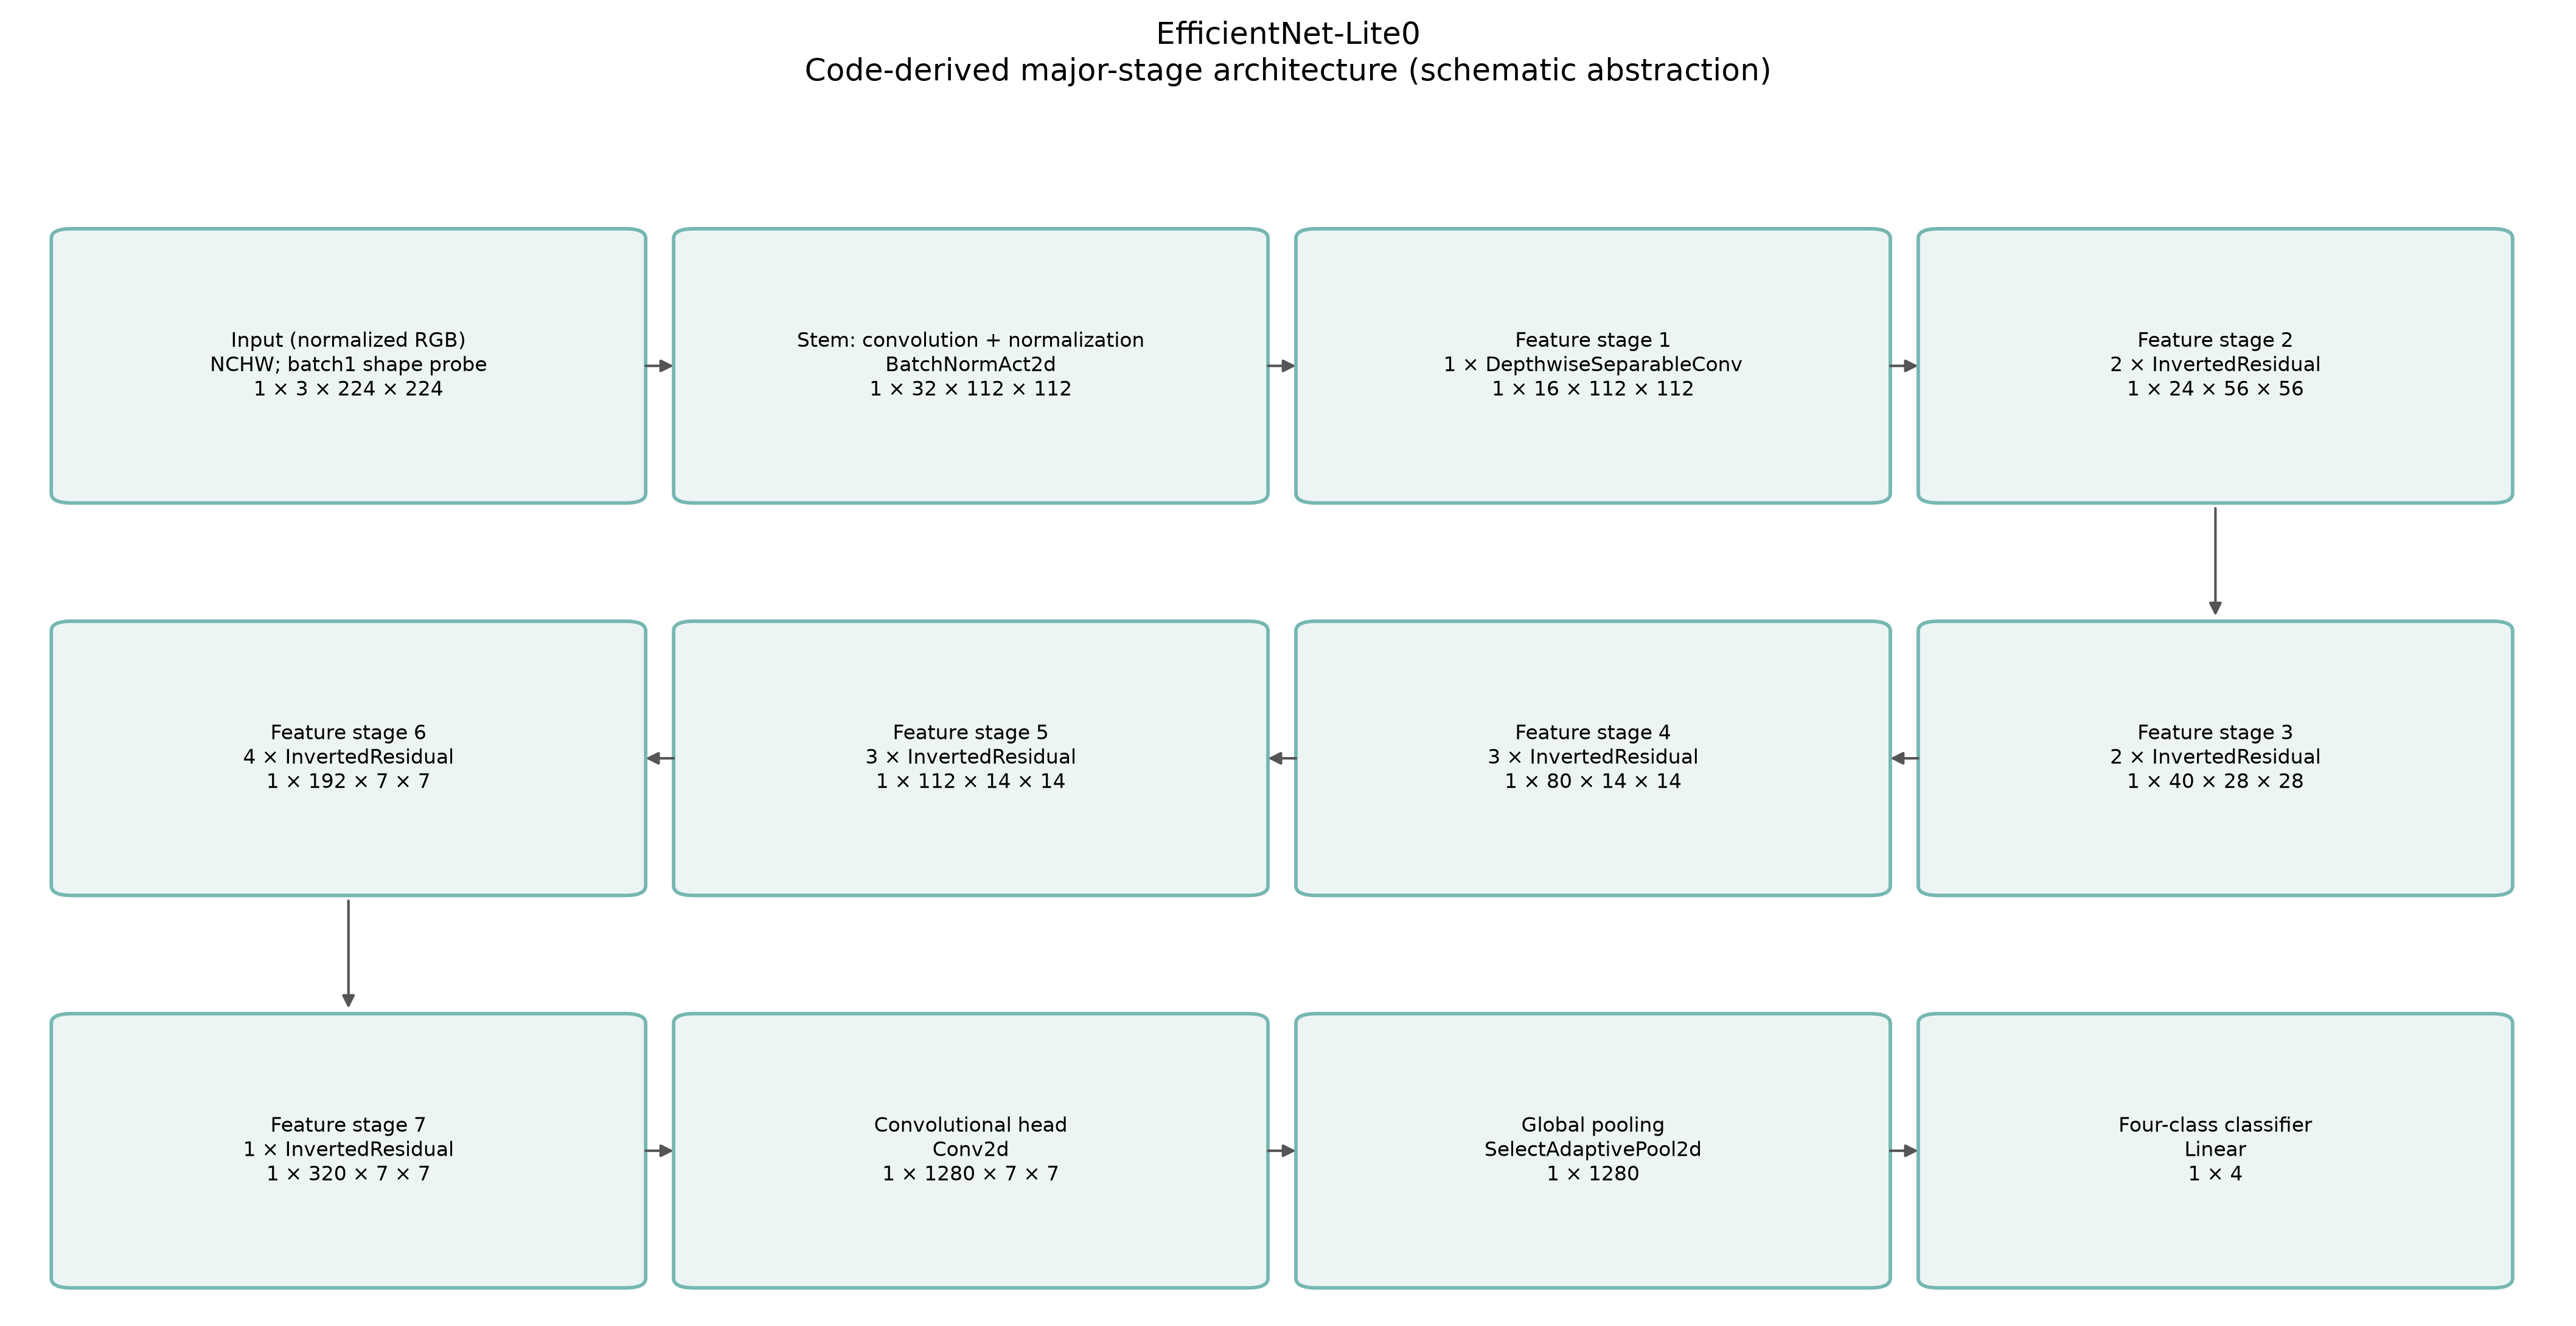 EfficientNet-Lite0
Code-derived major-stage architecture (schematic abstraction)
Input (normalized RGB)
NCHW; batch1 shape probe
1 × 3 × 224 × 224
Stem: convolution + normalization
BatchNormAct2d
1 × 32 × 112 × 112
Feature stage 1
1 × DepthwiseSeparableConv
1 × 16 × 112 × 112
Feature stage 2
2 × InvertedResidual
1 × 24 × 56 × 56
Feature stage 3
2 × InvertedResidual
1 × 40 × 28 × 28
Feature stage 4
3 × InvertedResidual
1 × 80 × 14 × 14
Feature stage 5
3 × InvertedResidual
1 × 112 × 14 × 14
Feature stage 6
4 × InvertedResidual
1 × 192 × 7 × 7
Feature stage 7
1 × InvertedResidual
1 × 320 × 7 × 7
Convolutional head
Conv2d
1 × 1280 × 7 × 7
Global pooling
SelectAdaptivePool2d
1 × 1280
Four-class classifier
Linear
1 × 4